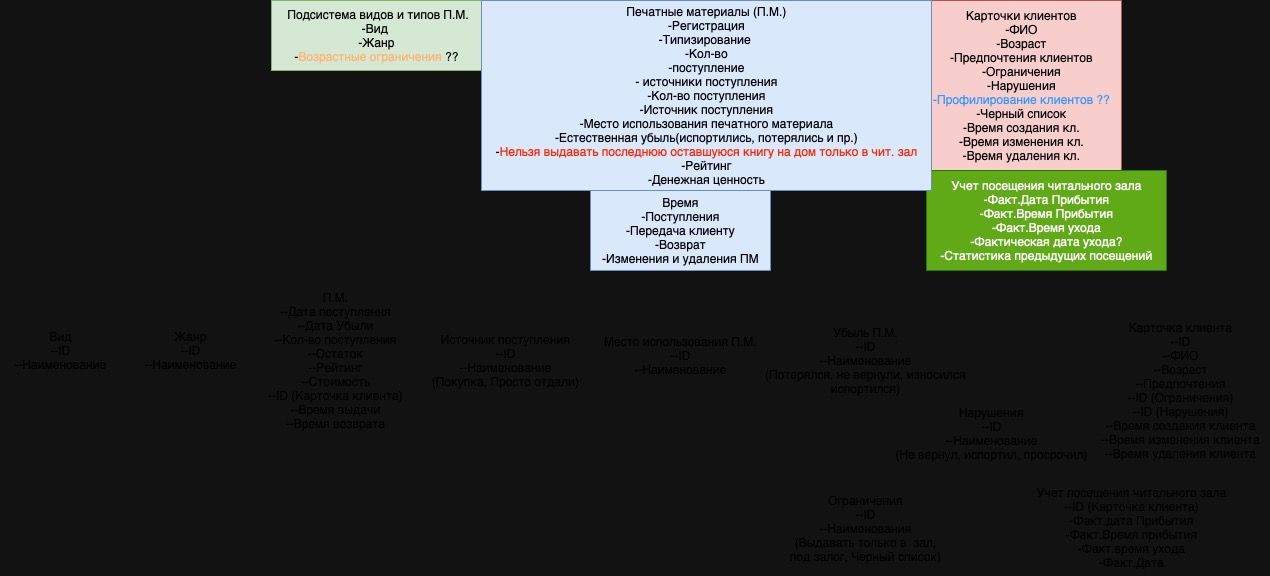 Подсистема видов и типов П.М.
-Вид
-Жанр
-Возрастные ограничения ??
Печатные материалы (П.М.)
-Регистрация
-Типизирование
-Кол-во
-поступление
- источники поступления
-Кол-во поступления
-Источник поступления
-Место использования печатного материала
-Естественная убыль(испортились, потерялись и пр.)
-Нельзя выдавать последнюю оставшуюся книгу на дом только в чит. зал
-Рейтинг
-Денежная ценность
Карточки клиентов
-ФИО
-Возраст
-Предпочтения клиентов
-Ограничения
-Нарушения
-Профилирование клиентов ??
-Черный список
-Время создания кл.
-Время изменения кл.
-Время удаления кл.
Время
-Поступления
-Передача клиенту
-Возврат
-Изменения и удаления ПМ
Учет посещения читального зала
-Факт.Дата Прибытия
-Факт.Время Прибытия
-Факт.Время ухода
-Фактическая дата ухода?
-Статистика предыдущих посещений
Вид
--ID
--Наименование
Жанр
--ID
--Наименование
П.М.
--Дата поступления
--Дата Убыли
--Кол-во поступления
--Остаток
--Рейтинг
--Стоимость
--ID (Карточка клиента)
--Время выдачи
--Время возврата
Источник поступления
--ID
--Наименование
(Покупка, Просто отдали)
Место использования П.М.
--ID
--Наименование
Убыль П.М.
--ID
--Наименование
(Потерялся, не вернули, износился
испортился)
Карточка клиента
--ID
--ФИО
--Возраст
--Предпочтения
--ID (Ограничения)
--ID (Нарушения)
--Время создания клиента
--Время изменения клиента
--Время удаления клиента
Нарушения
--ID
--Наименование
(Не вернул, испортил, просрочил)
Ограничения
--ID
--Наименование
(Выдавать только в зал,
под залог, Черный список)
Учет посещения читального зала
--ID (Карточка клиента)
-Факт.дата Прибытия
-Факт.Время прибытия
-Факт.время ухода
-Факт.Дата